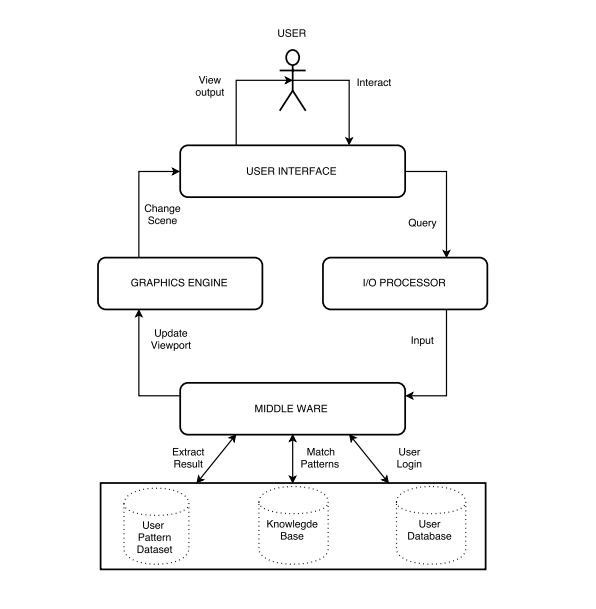 USER
View
output
Interact
USER INTERFACE
Change
Scene
Query
GRAPHICS ENGINE
I/O PROCESSOR
Update
Viewport
Input
MIDDLE WARE
Extract
Result
Match
Patterns
User
Login
User
Pattern
Dataset
Knowlegde
Base
User
Database